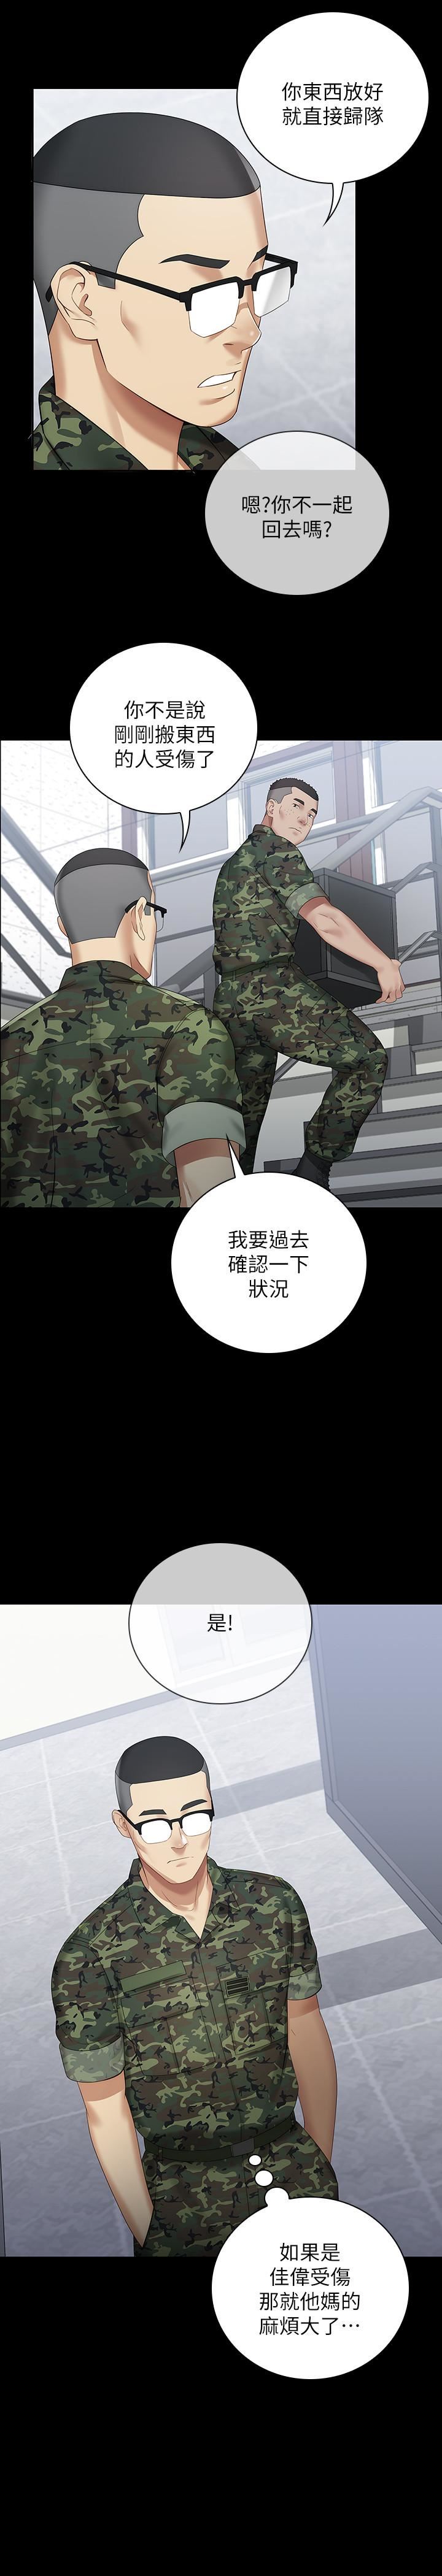 你東西放好
就直接歸隊
嗯?你不一起
回去嗎?
你不是說
剛剛搬東西
的人受傷了
我要過去
確認一下
狀況
是!
如果是
佳偉受傷
那就他媽的
麻煩大了⋯